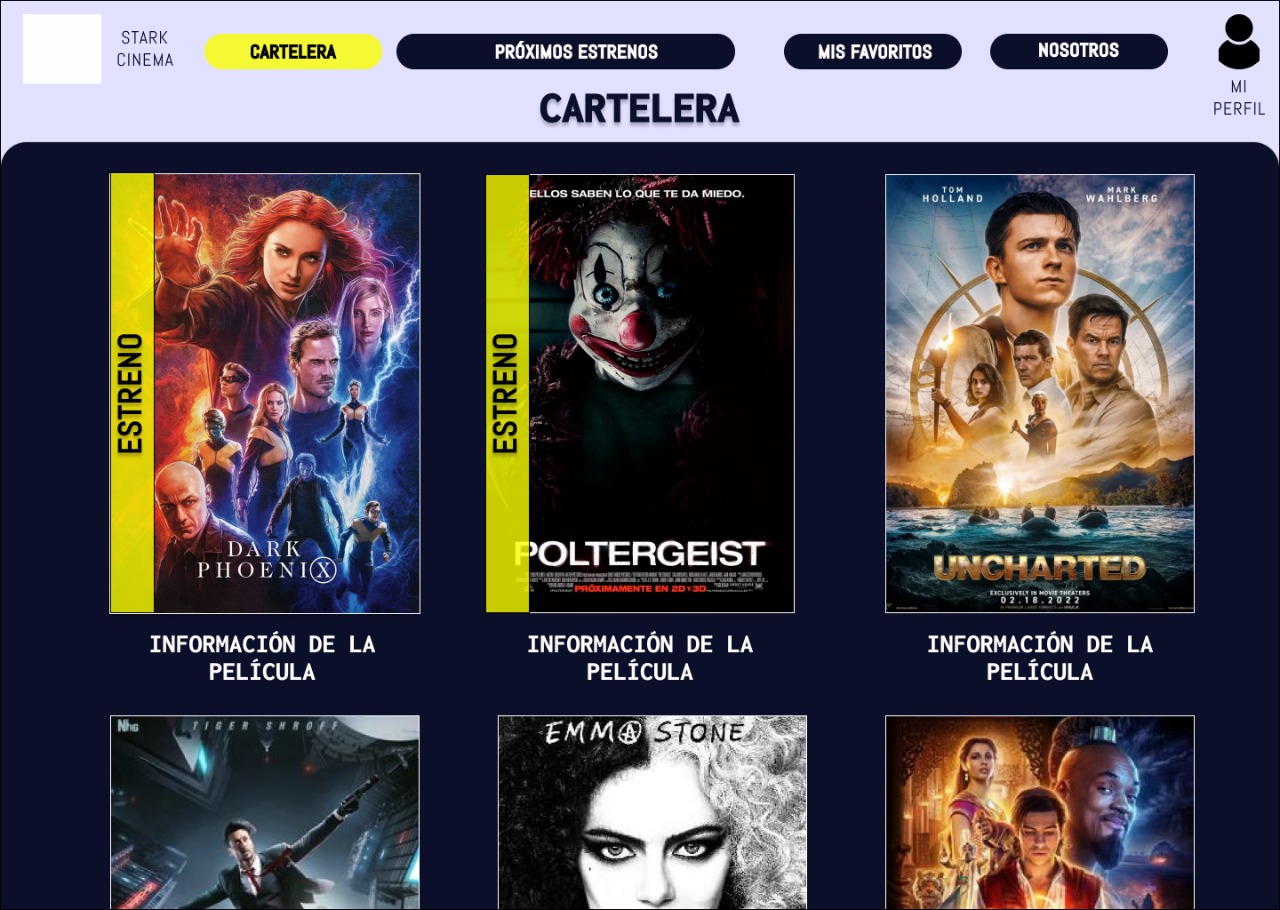 STARK
CINEMA
CARTELERA
PRÓXIMOS ESTRENOS
MIS FAVORITOS
NOSOTROS
MI
PERFIL
CARTELERA
ESTRENO
DARK
PHOENIX
INFORMACIÓN DE LA
PELÍCULA
ESTRENO
ELLOS SABEN LO QUE TE DA MIEDO.
POLTERGEIST
PRÓXIMAMENTE EN 2D Y 3D
INFORMACIÓN DE LA
PELÍCULA
TOM
HOLLAND
MARK
WAHLBERG
UNCHARTED
EXCLUSIVELY IN MOVIE THEATERS
02.18.2022
INFORMACIÓN DE LA
PELÍCULA
TIGER SHROFF
EMMA STONE